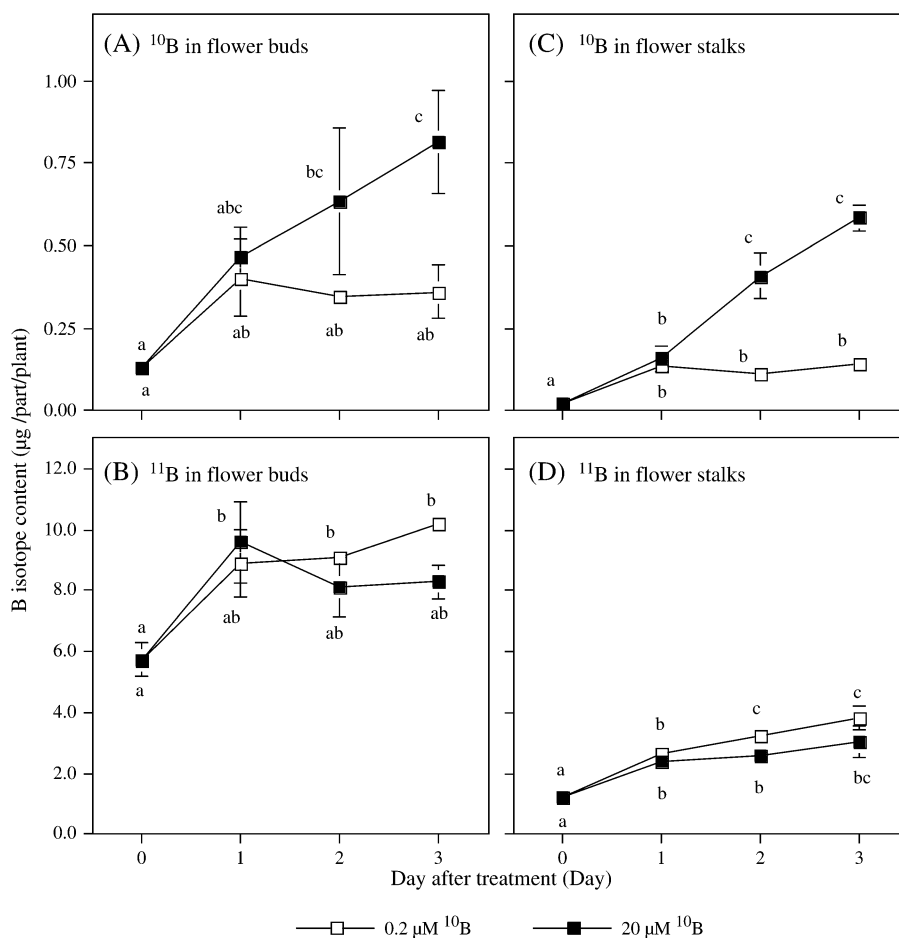 (A) ¹⁰B in flower buds
1.00
0.75
0.50
0.25
0.00
a
a
abc
ab
bc
ab
c
ab
(C) ¹⁰B in flower stalks
a
b
b
c
b
c
b
B isotope content (μg /part/plant)
(B) ¹¹B in flower buds
12.0
10.0
8.0
6.0
4.0
2.0
0.0
a
a
b
ab
b
ab
b
ab
0 1 2 3
(D) ¹¹B in flower stalks
a
a
b
b
c
b
c
bc
0 1 2 3
Day after treatment (Day)
0.2 μM ¹⁰B
20 μM ¹⁰B